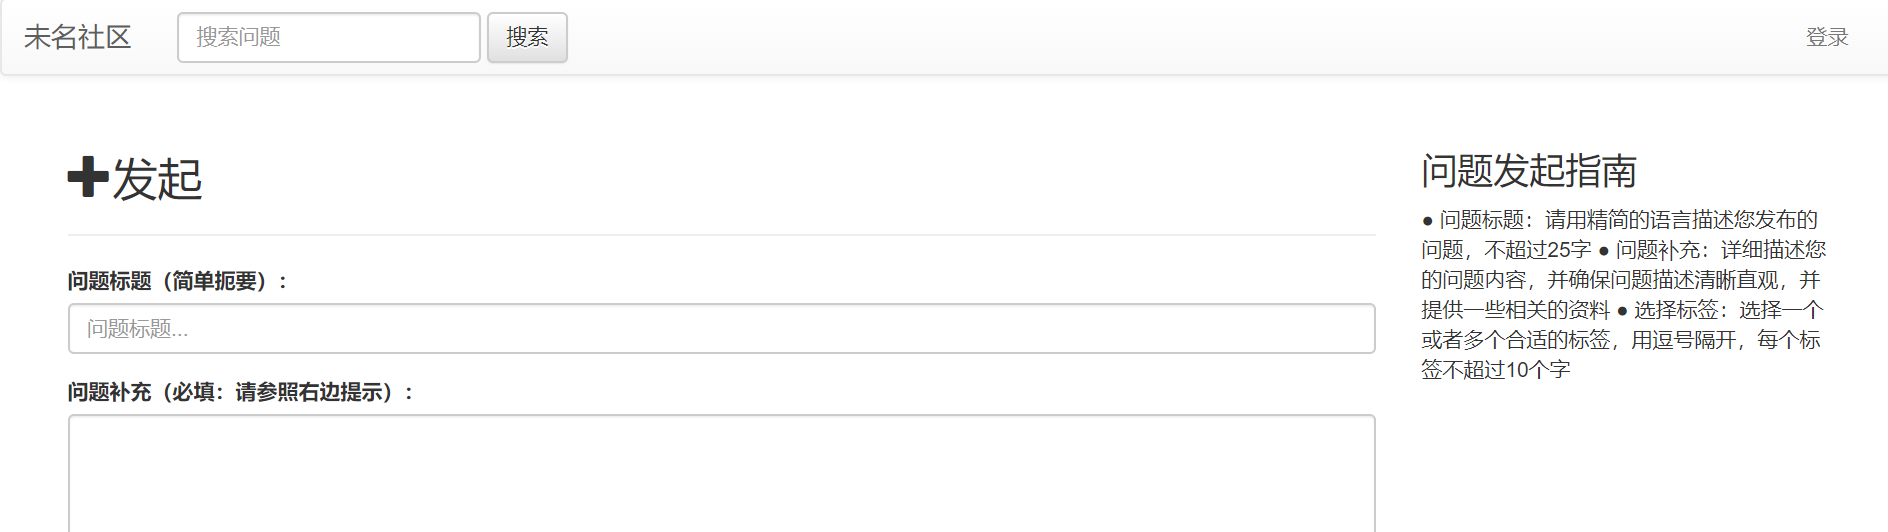 未名社区 搜索问题 搜索 登录
发起
问题标题（简单扼要）：
问题标题...
问题补充（必填：请参照右边提示）：
问题发起指南
● 问题标题：请用精简的语言描述您发布的
问题，不超过25字 ● 问题补充：详细描述您
的问题内容，并确保问题描述清晰直观，并
提供一些相关的资料 ● 选择标签：选择一个
或者多个合适的标签，用逗号隔开，每个标
签不超过10个字